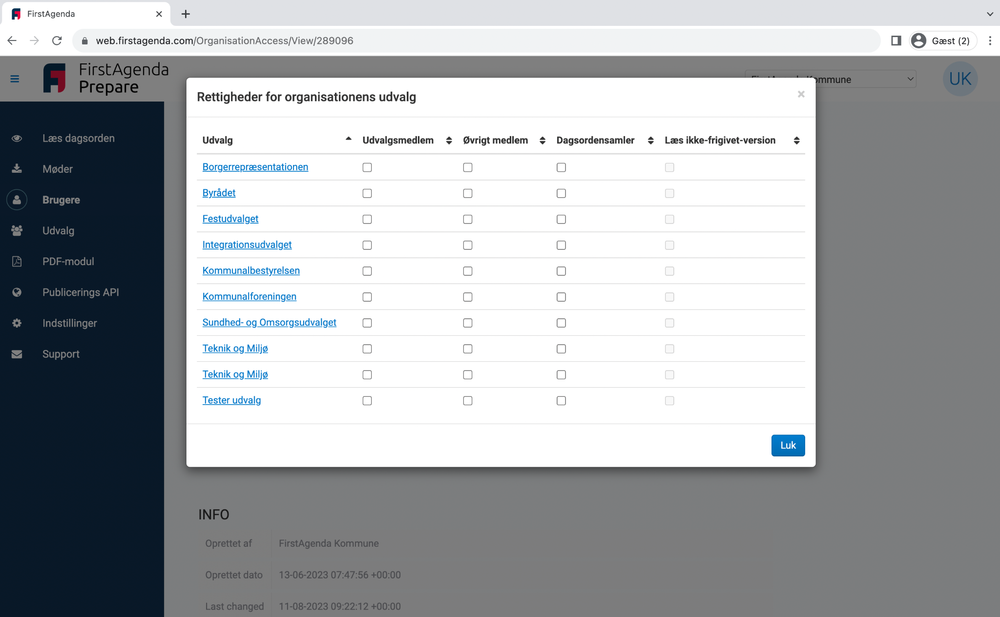 FirstAgenda
web.firstagenda.com/OrganisationAccess/View/289096
Gæst (2)
FirstAgenda
Prepare
FirstAgenda Kommune
UK
Læs dagsorden
Møder
Brugere
Udvalg
PDF-modul
Publicerings API
Indstillinger
Support
Rettigheder for organisationens udvalg
×
Udvalg Udvalgsmedlem Øvrigt medlem Dagsordensamler Læs ikke-frigivet-version
Borgerrepræsentationen
Byrådet
Festudvalget
Integrationsudvalget
Kommunalbestyrelsen
Kommunalforeningen
Sundhed- og Omsorgsudvalget
Teknik og Miljø
Teknik og Miljø
Tester udvalg
Luk
INFO
Oprettet af FirstAgenda Kommune
Oprettet dato 13-06-2023 07:47:56 +00:00
Last changed 11-08-2023 09:22:12 +00:00